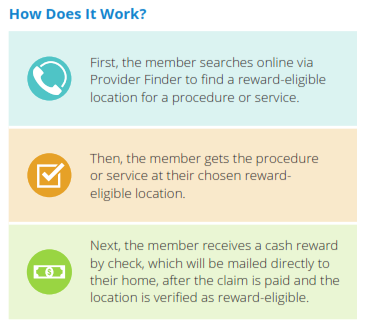 How Does It Work?
First, the member searches online via
Provider Finder to find a reward-eligible
location for a procedure or service.
Then, the member gets the procedure
or service at their chosen reward-
eligible location.
Next, the member receives a cash reward
by check, which will be mailed directly to
their home, after the claim is paid and the
location is verified as reward-eligible.